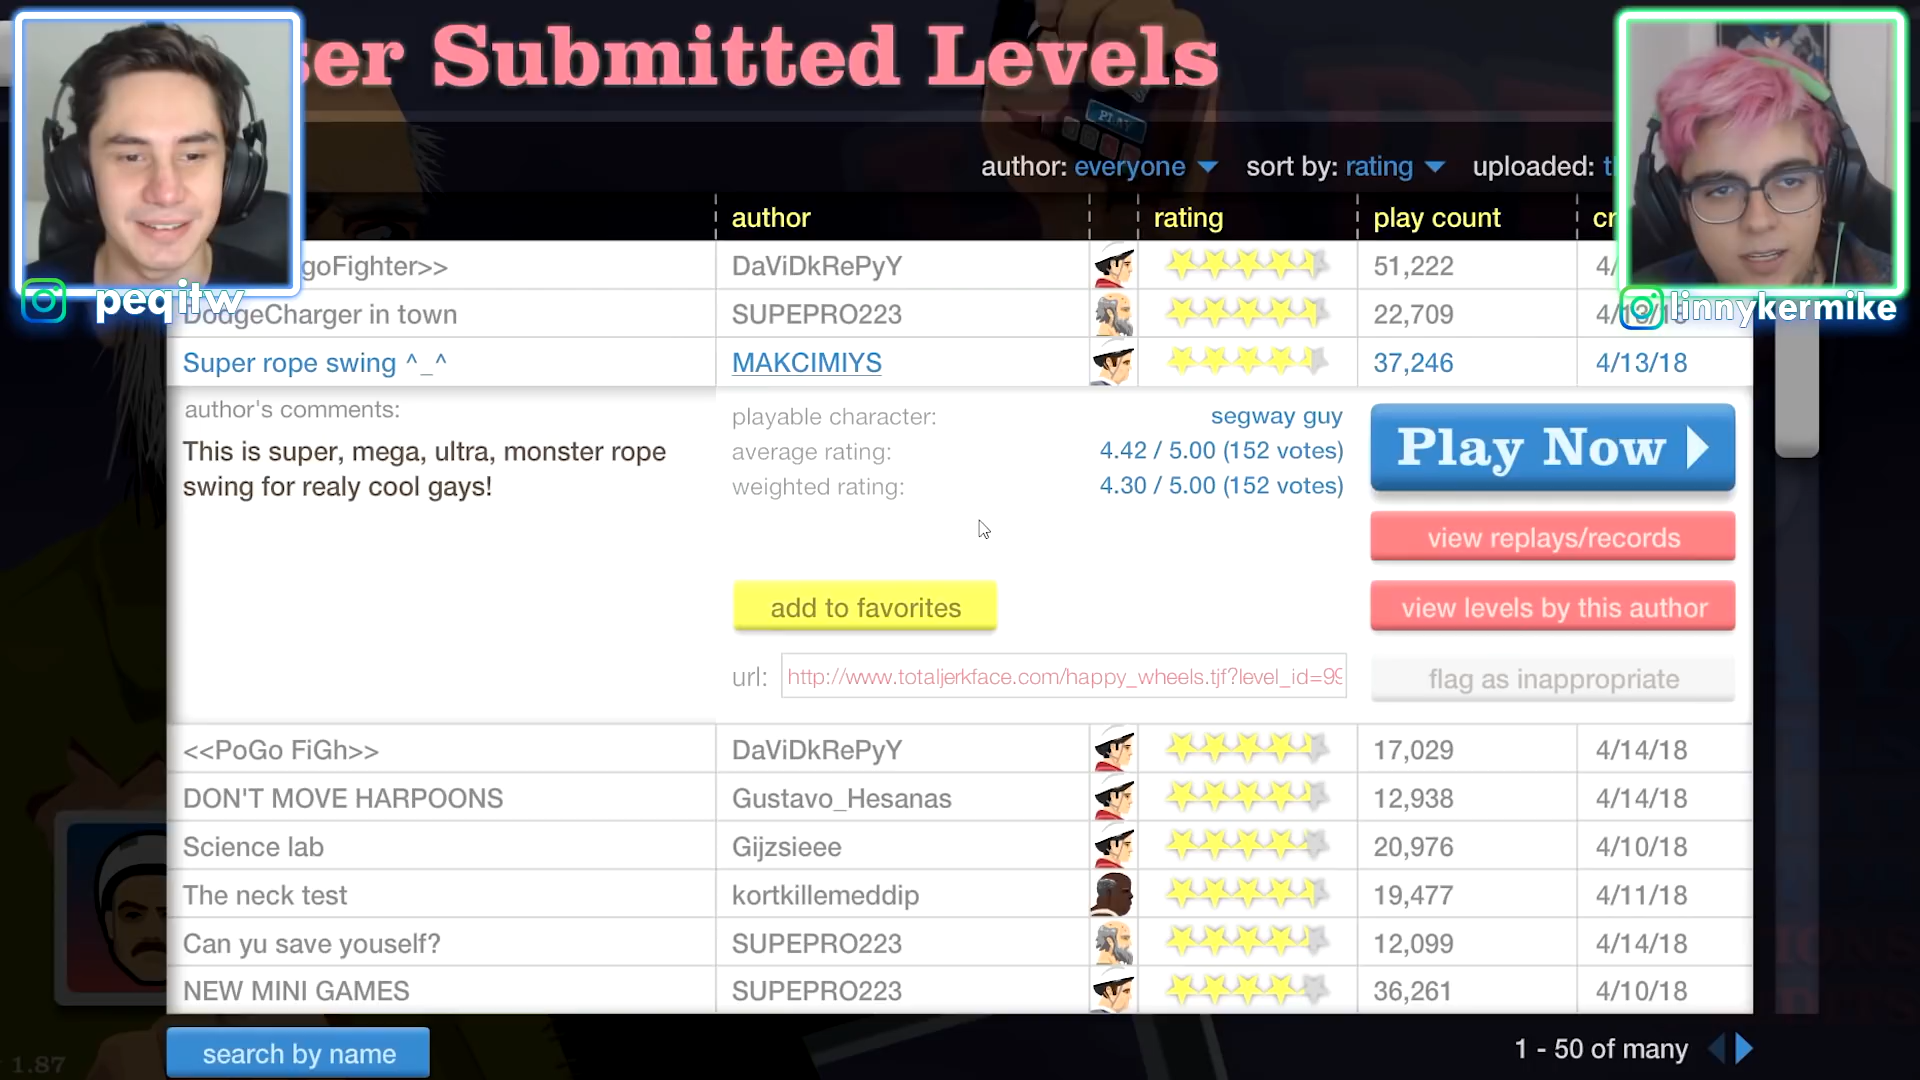 ser Submitted Levels
author: everyone sort by: rating uploaded:
author rating play count
goFighter>> DaViDkRePyY 51,222 4/
DodgeCharger in town SUPEPRO223 22,709 4/13/18
peqitw
linnykermike
Super rope swing ^_^ MAKCIMIYS 37,246 4/13/18
author's comments:
This is super, mega, ultra, monster rope
swing for realy cool gays!
playable character: segway guy
average rating: 4.42 / 5.00 (152 votes)
weighted rating: 4.30 / 5.00 (152 votes)
Play Now
view replays/records
add to favorites
view levels by this author
url: http://www.totaljerkface.com/happy_wheels.tjf?level_id=99
flag as inappropriate
<<PoGo FiGh>> DaViDkRePyY 17,029 4/14/18
DON'T MOVE HARPOONS Gustavo_Hesanas 12,938 4/14/18
Science lab Gijzsieee 20,976 4/10/18
The neck test kortkillemeddip 19,477 4/11/18
Can yu save youself? SUPEPRO223 12,099 4/14/18
NEW MINI GAMES SUPEPRO223 36,261 4/10/18
search by name
1 - 50 of many
1.87
PLAY